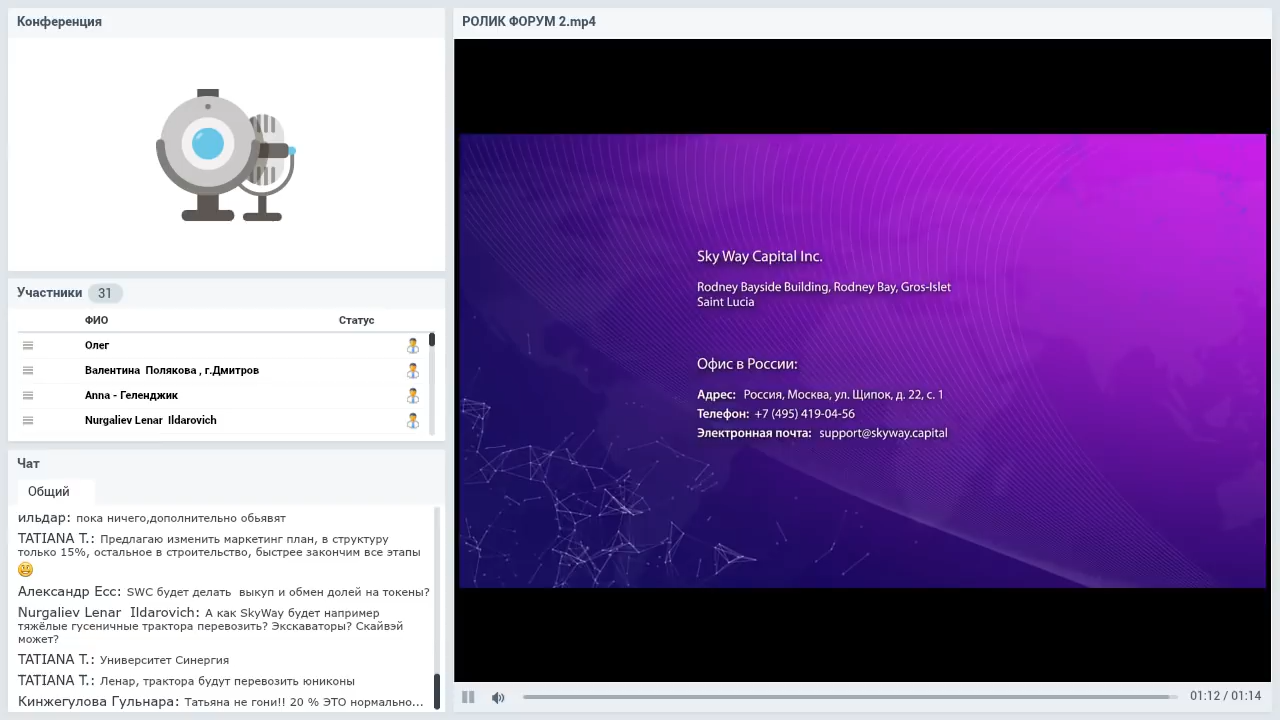 Конференция
Участники 31
ФИО Статус
Олег
Валентина Полякова , г.Дмитров
Anna - Геленджик
Nurgaliev Lenar Ildarovich
Чат
Общий
ильдар: пока ничего,дополнительно обьявят
TATIANA T.: Предлагаю изменить маркетинг план, в структуру
только 15%, остальное в строительство, быстрее закончим все этапы
Александр Есс: SWC будет делать выкуп и обмен долей на токены?
Nurgaliev Lenar Ildarovich: А как SkyWay будет например
тяжёлые гусеничные трактора перевозить? Экскаваторы? Скайвэй
может?
TATIANA T.: Университет Синергия
TATIANA T.: Ленар, трактора будут перевозить юниконы
Кинжегулова Гульнара: Татьяна не гони!! 20 % ЭТО нормально...
РОЛИК ФОРУМ 2.mp4
Sky Way Capital Inc.
Rodney Bayside Building, Rodney Bay, Gros-Islet
Saint Lucia
Офис в России:
Адрес: Россия, Москва, ул. Щипок, д. 22, с. 1
Телефон: +7 (495) 419-04-56
Электронная почта: support@skyway.capital
01:12 / 01:14